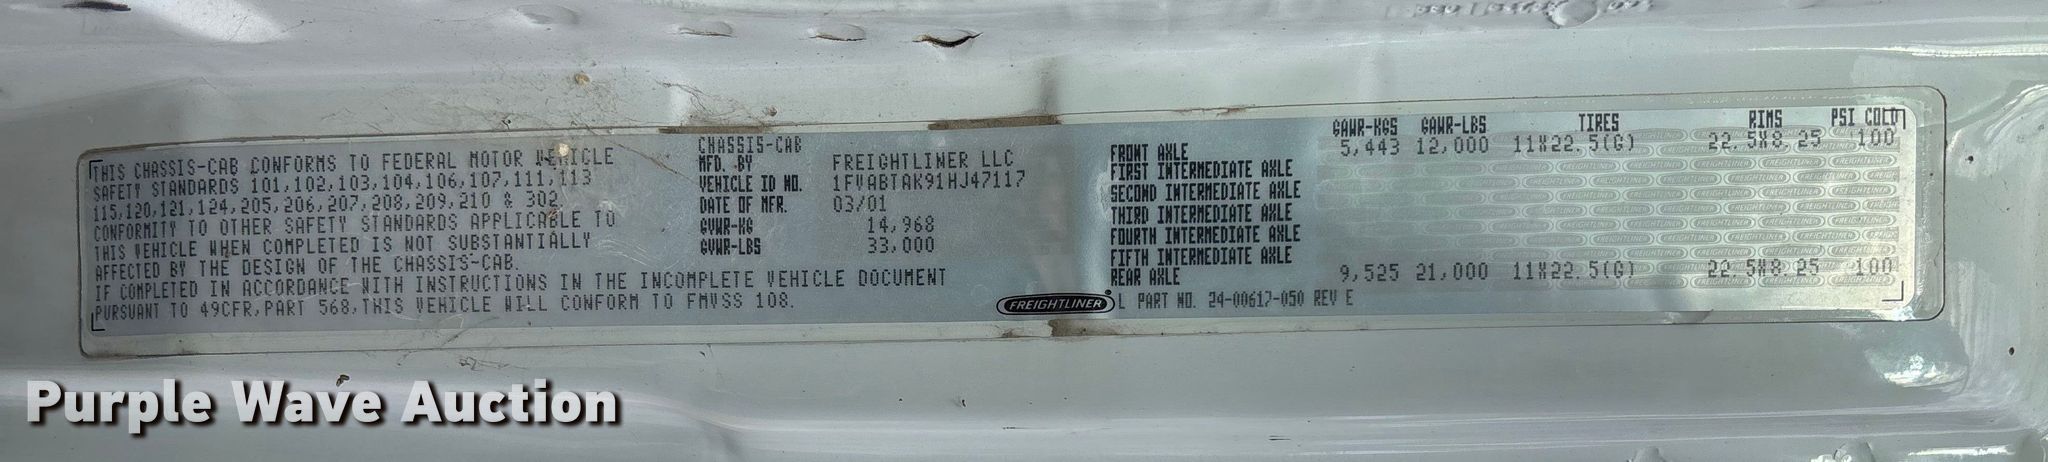 THIS CHASSIS-CAB CONFORMS TO FEDERAL MOTOR VEHICLE
SAFETY STANDARDS 101,102,103,104,106,107,111,113
115,120,121,124,205,206,207,208,209,210 & 302.
CONFORMITY TO OTHER SAFETY STANDARDS APPLICABLE TO
THIS VEHICLE WHEN COMPLETED IS NOT SUBSTANTIALLY
AFFECTED BY THE DESIGN OF THE CHASSIS-CAB.
IF COMPLETED IN ACCORDANCE WITH INSTRUCTIONS IN THE INCOMPLETE VEHICLE DOCUMENT
PURSUANT TO 49CFR,PART 568,THIS VEHICLE WILL CONFORM TO FMVSS 108.
CHASSIS-CAB
MFD. BY FREIGHTLINER LLC
VEHICLE ID NO. 1FVABTAK91HJ47117
DATE OF MFR. 03/01
GVWR-KG 14,968
GVWR-LBS 33,000
GAWR-KGS GAWR-LBS TIRES RIMS PSI COLD
FRONT AXLE 5,443 12,000 11X22.5(G) 22.5X8.25 100
FIRST INTERMEDIATE AXLE
SECOND INTERMEDIATE AXLE
THIRD INTERMEDIATE AXLE
FOURTH INTERMEDIATE AXLE
FIFTH INTERMEDIATE AXLE
REAR AXLE 9,525 21,000 11X22.5(G) 22.5X8.25 100
FREIGHTLINER L PART NO. 24-00617-050 REV E
Purple Wave Auction